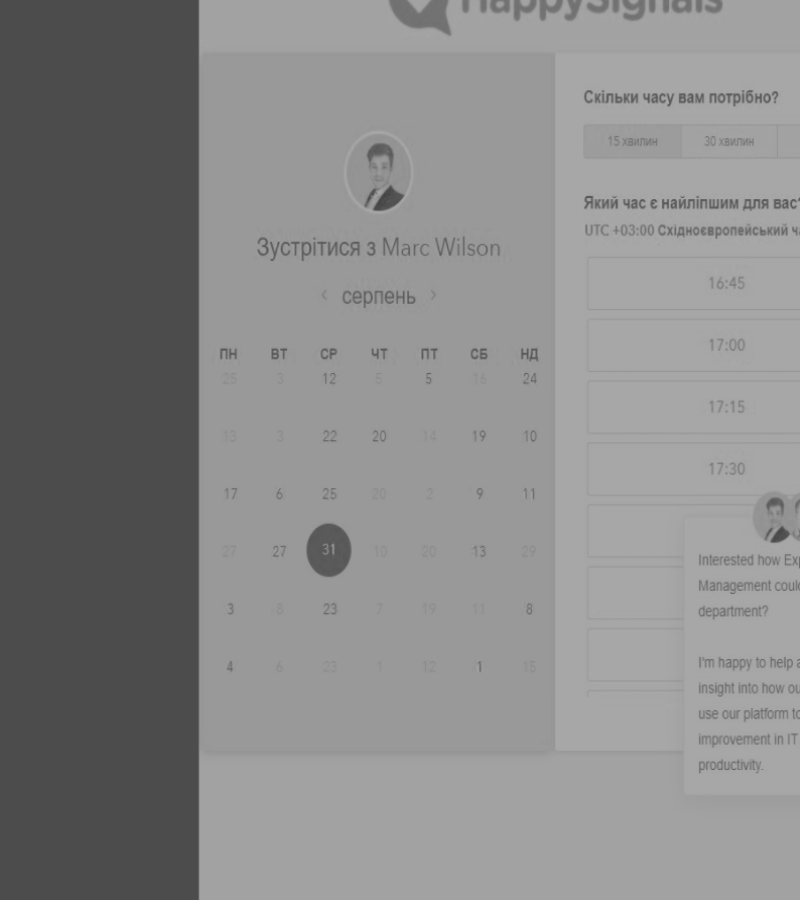 HappySignals
Зустрітися з Marc Wilson
серпень
ПН ВТ СР ЧТ ПТ СБ НД
25 3 12 5 5 16 24
13 3 22 20 14 19 10
17 6 25 20 2 9 11
27 27 31 10 20 13 29
3 8 23 7 19 11 8
4 6 23 1 12 1 15
Скільки часу вам потрібно?
15 хвилин 30 хвилин
Який час є найліпшим для вас?
UTC +03:00 Східноєвропейський
16:45
17:00
17:15
17:30
Interested how
Management
department?
I'm happy to help
insight into how
use our platform
improvement in IT
productivity.